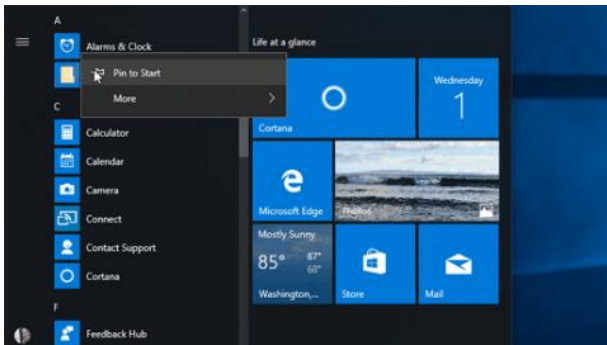 A
Alarms & Clock
Pin to Start
More
C
Calculator
Calendar
Camera
Connect
Contact Support
Cortana
F
Feedback Hub
Life at a glance
Cortana
Wednesday
1
Microsoft Edge
Photos
Mostly Sunny
85° 87°
60°
Washington,...
Store
Mail